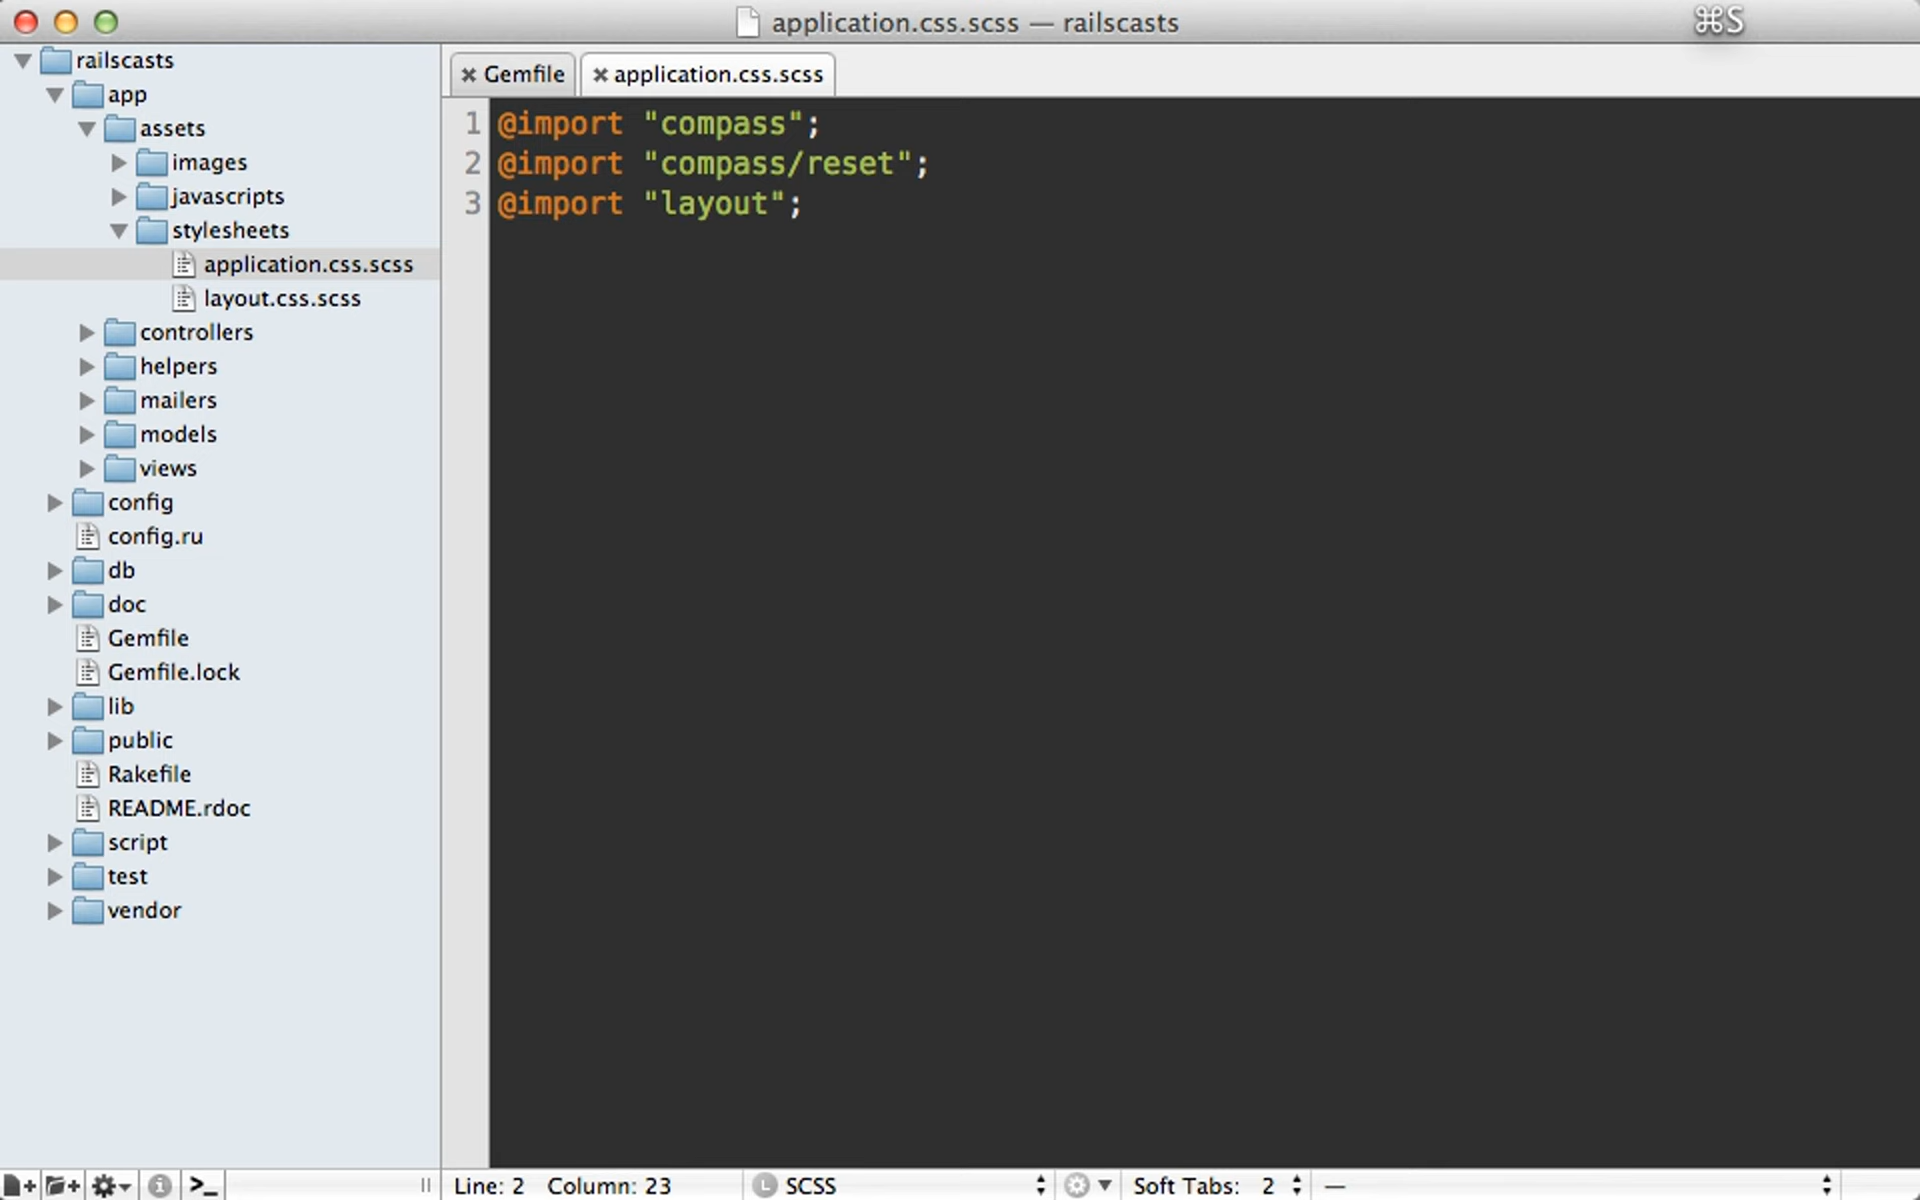 application.css.scss — railscasts
⌘S
railscasts
app
assets
images
javascripts
stylesheets
application.css.scss
layout.css.scss
controllers
helpers
mailers
models
views
config
config.ru
db
doc
Gemfile
Gemfile.lock
lib
public
Rakefile
README.rdoc
script
test
vendor
Gemfile
application.css.scss
1 @import "compass";
2 @import "compass/reset";
3 @import "layout";
Line: 2 Column: 23
L SCSS
Soft Tabs: 2
—